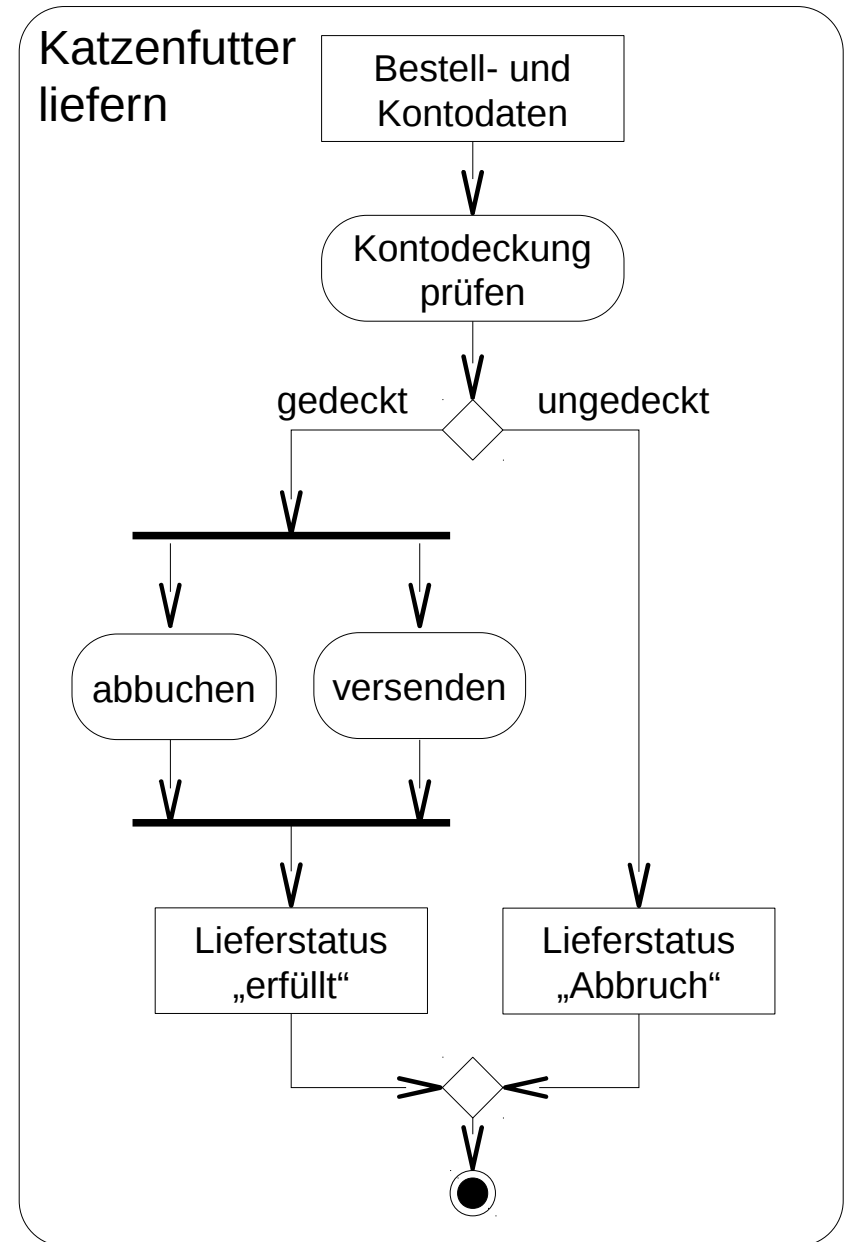 Katzenfutter
liefern
Bestell- und
Kontodaten
Kontodeckung
prüfen
gedeckt
ungedeckt
abbuchen
versenden
Lieferstatus
„erfüllt“
Lieferstatus
„Abbruch“